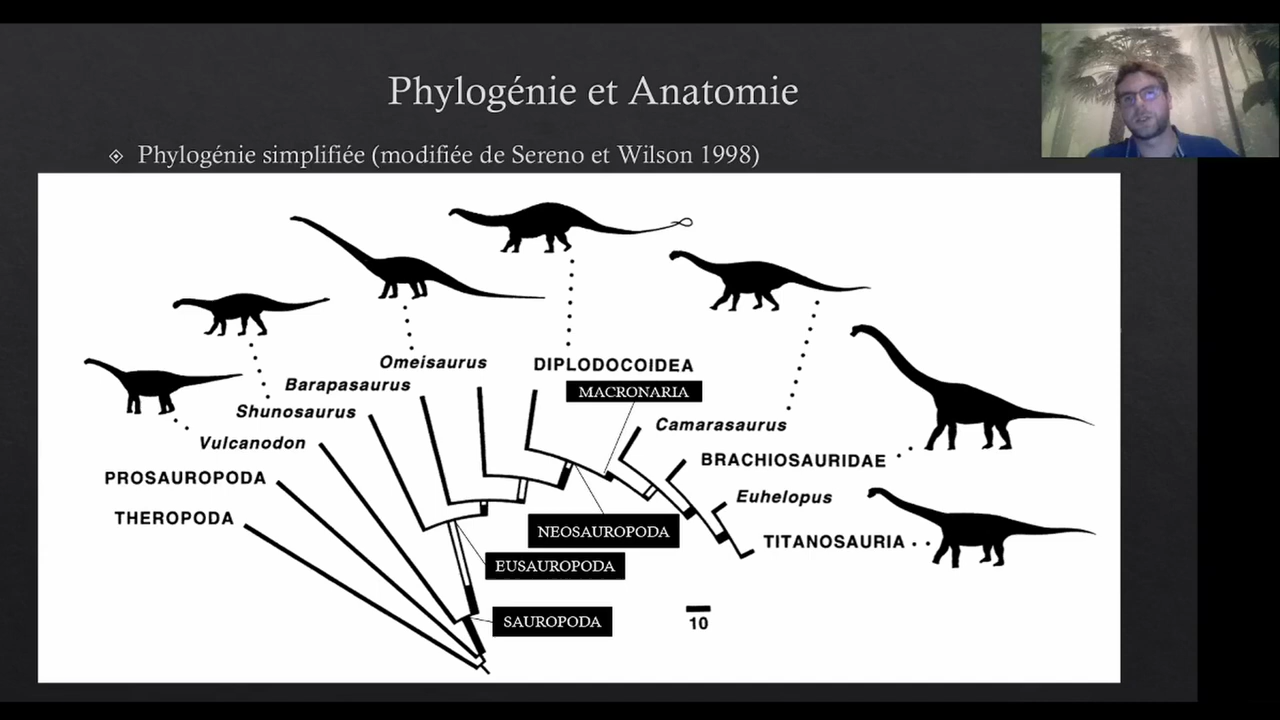 Phylogénie et Anatomie
Phylogénie simplifiée (modifiée de Sereno et Wilson 1998)
Omeisaurus
DIPLODOCOIDEA
Barapasaurus
MACRONARIA
Shunosaurus
Camarasaurus
Vulcanodon
BRACHIOSAURIDAE
PROSAUROPODA
Euhelopus
THEROPODA
NEOSAUROPODA
TITANOSAURIA
EUSAUROPODA
SAUROPODA
10